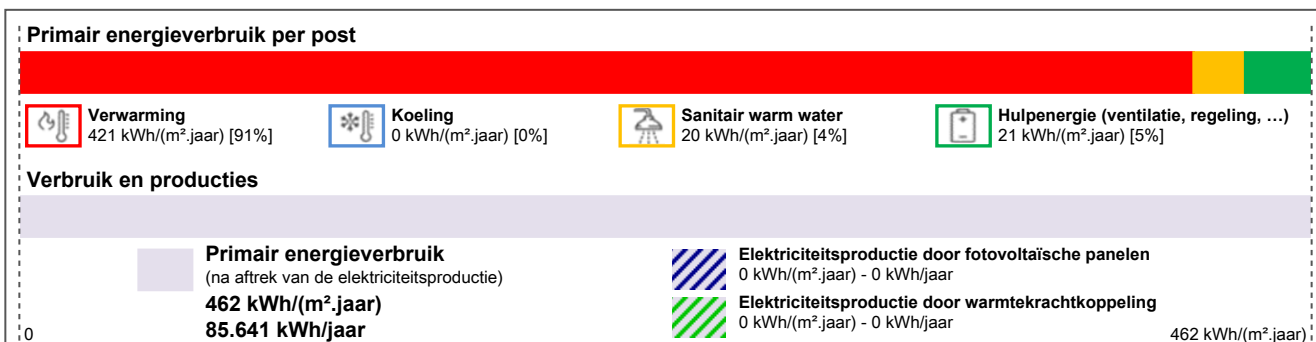 Primair energieverbruik per post
Verwarming
421 kWh/(m².jaar) [91%]
Koeling
0 kWh/(m².jaar) [0%]
Sanitair warm water
20 kWh/(m².jaar) [4%]
Hulpenergie (ventilatie, regeling, …)
21 kWh/(m².jaar) [5%]
Verbruik en producties
Primair energieverbruik
(na aftrek van de elektriciteitsproductie)
462 kWh/(m².jaar)
85.641 kWh/jaar
Elektriciteitsproductie door fotovoltaïsche panelen
0 kWh/(m².jaar) - 0 kWh/jaar
Elektriciteitsproductie door warmtekrachtkoppeling
0 kWh/(m².jaar) - 0 kWh/jaar
0
462 kWh/(m².jaar)